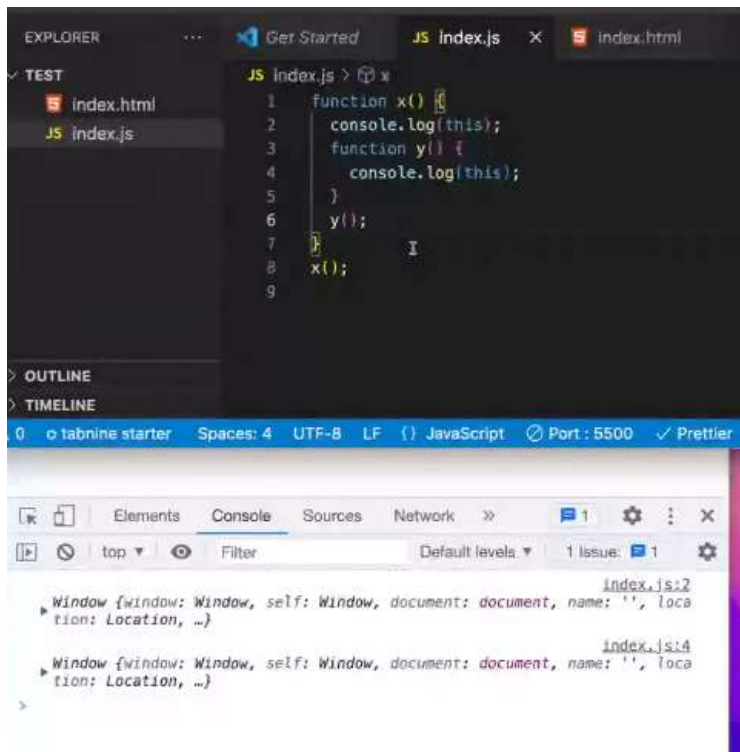 EXPLORER ...
Get Started JS index.js × index.html
TEST
index.html
JS index.js
JS index.js > x
1 function x() {
2 console.log(this);
3 function y() {
4 console.log(this);
5 }
6 y();
7 }
8 x();
9
> OUTLINE
> TIMELINE
0 tabnine starter Spaces: 4 UTF-8 LF {} JavaScript Port : 5500 ✓ Prettier
Elements Console Sources Network » 1
top ▼ Filter Default levels ▼ 1 Issue: 1
index.js:2
Window {window: Window, self: Window, document: document, name: '', loca
tion: Location, …}
index.js:4
Window {window: Window, self: Window, document: document, name: '', loca
tion: Location, …}
>